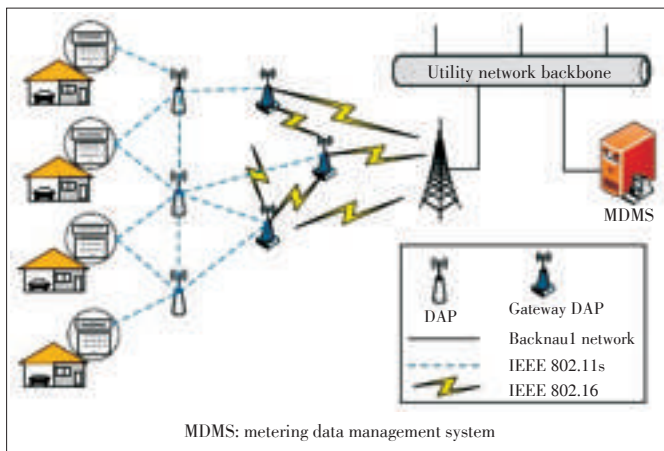 Utility network backbone
MDMS
DAP
Gateway DAP
Backnau1 network
IEEE 802.11s
IEEE 802.16
MDMS: metering data management system